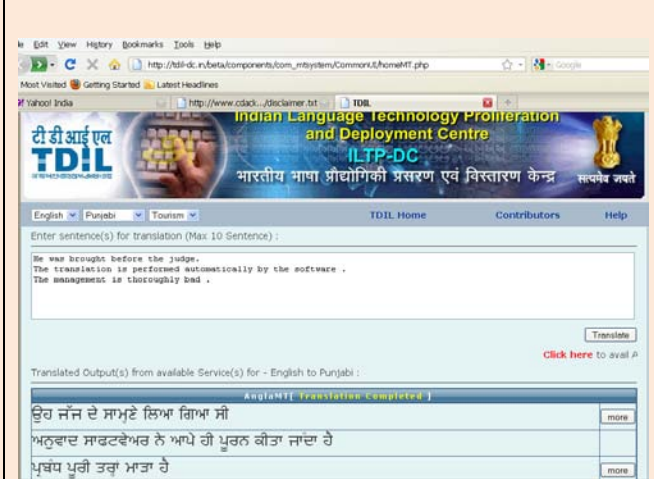 Edit View History Bookmarks Tools Help
http://tdil-dc.in/beta/components/com_mtsystem/CommonUI/homeMT.php
Google
Most Visited Getting Started Latest Headlines
Yahoo! India http://www.cdack.../disclaimer.txt TDIL
Indian Language Technology Proliferation
and Deployment Centre
ILTP-DC
टी डी आई एल
TDIL
भारतीय भाषा प्रौद्योगिकी प्रसरण एवं विस्तारण केन्द्र
सत्यमेव जयते
English Punjabi Tourism TDIL Home Contributors Help
Enter sentence(s) for translation (Max 10 Sentence) :
He was brought before the judge.
The translation is performed automatically by the software .
The management is thoroughly bad .
Translate
Click here to avail
Translated Output(s) from available Service(s) for - English to Punjabi :
AnglaMT[ Translation Completed ]
ਉਹ ਜੱਜ ਦੇ ਸਾਮ੍ਹਣੇ ਲਿਆ ਗਿਆ ਸੀ more
ਅਨੁਵਾਦ ਸਾਫਟਵੇਅਰ ਨੇ ਆਪੇ ਹੀ ਪੂਰਨ ਕੀਤਾ ਜਾਂਦਾ ਹੈ
ਪ੍ਰਬੰਧ ਪੂਰੀ ਤਰ੍ਹਾਂ ਮਾੜਾ ਹੈ more